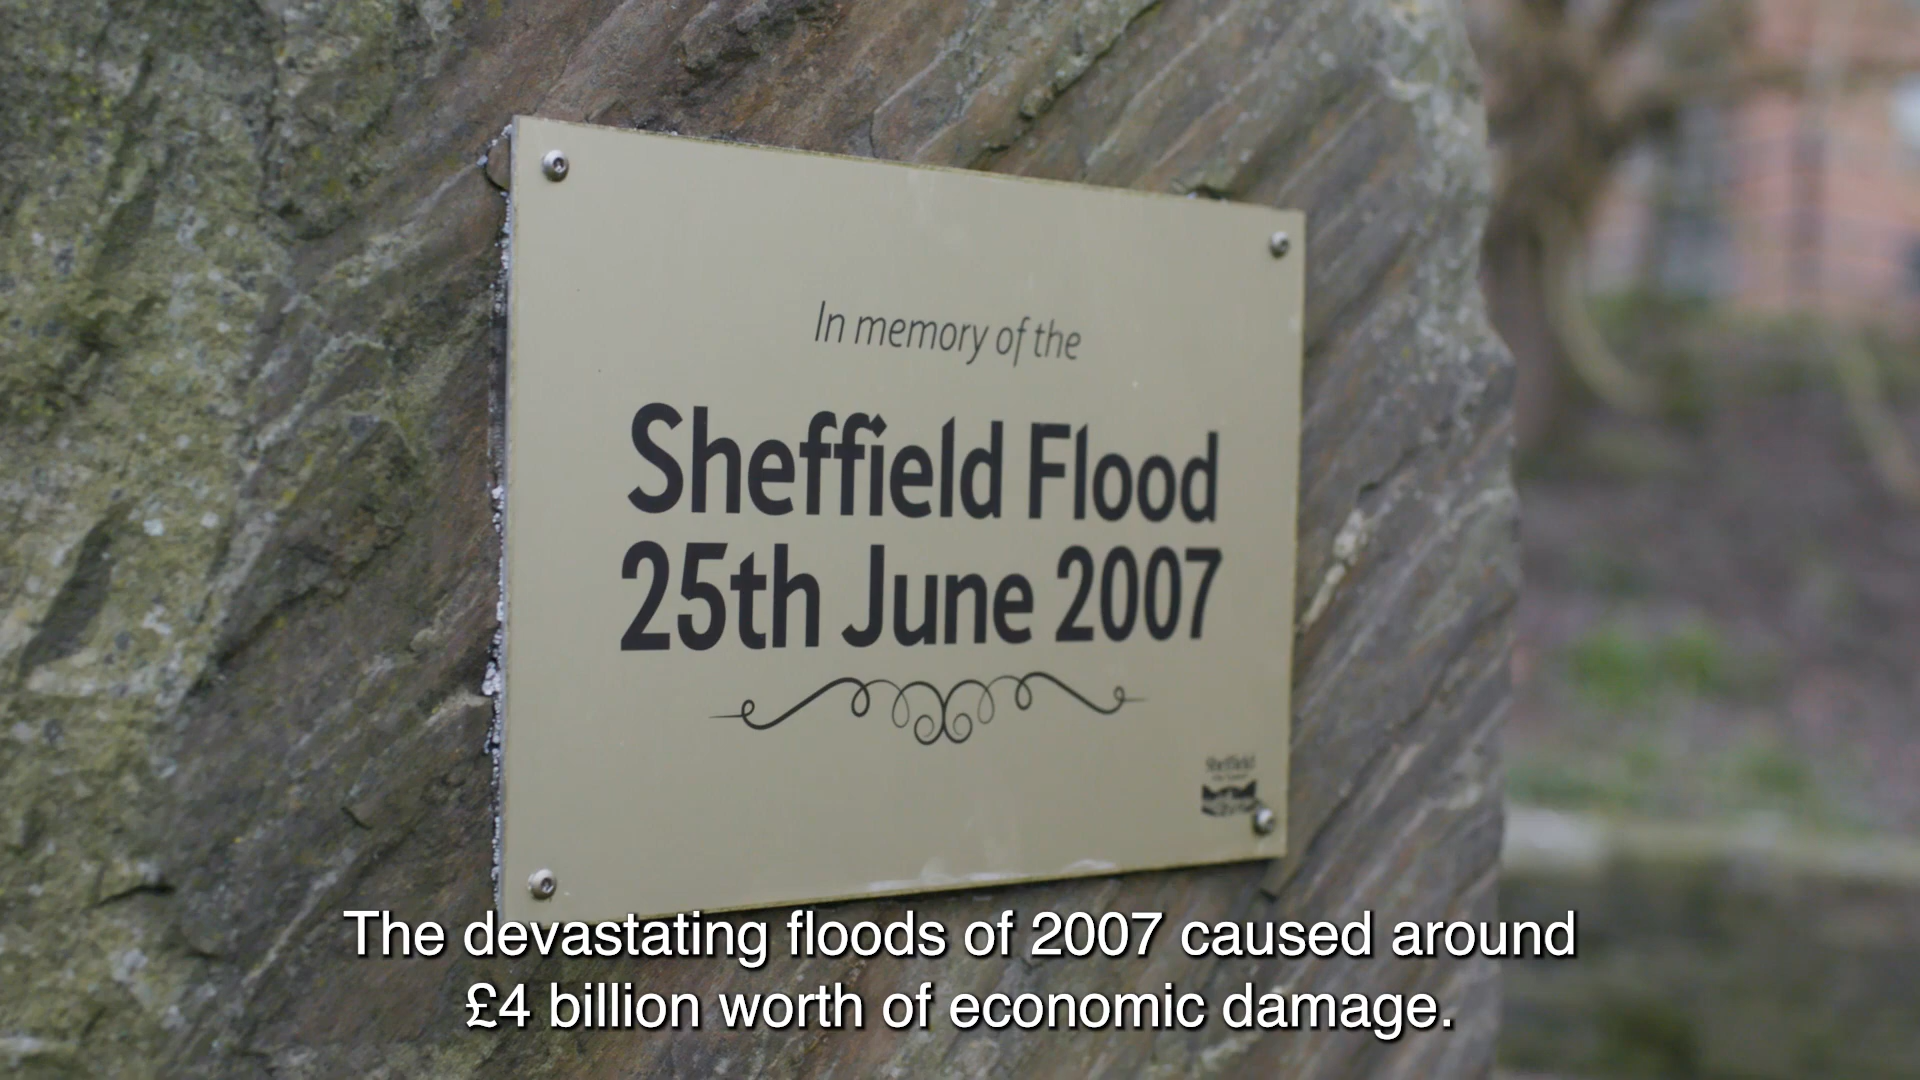 In memory of the
Sheffield Flood
25th June 2007
Sheffield
The devastating floods of 2007 caused around
£4 billion worth of economic damage.